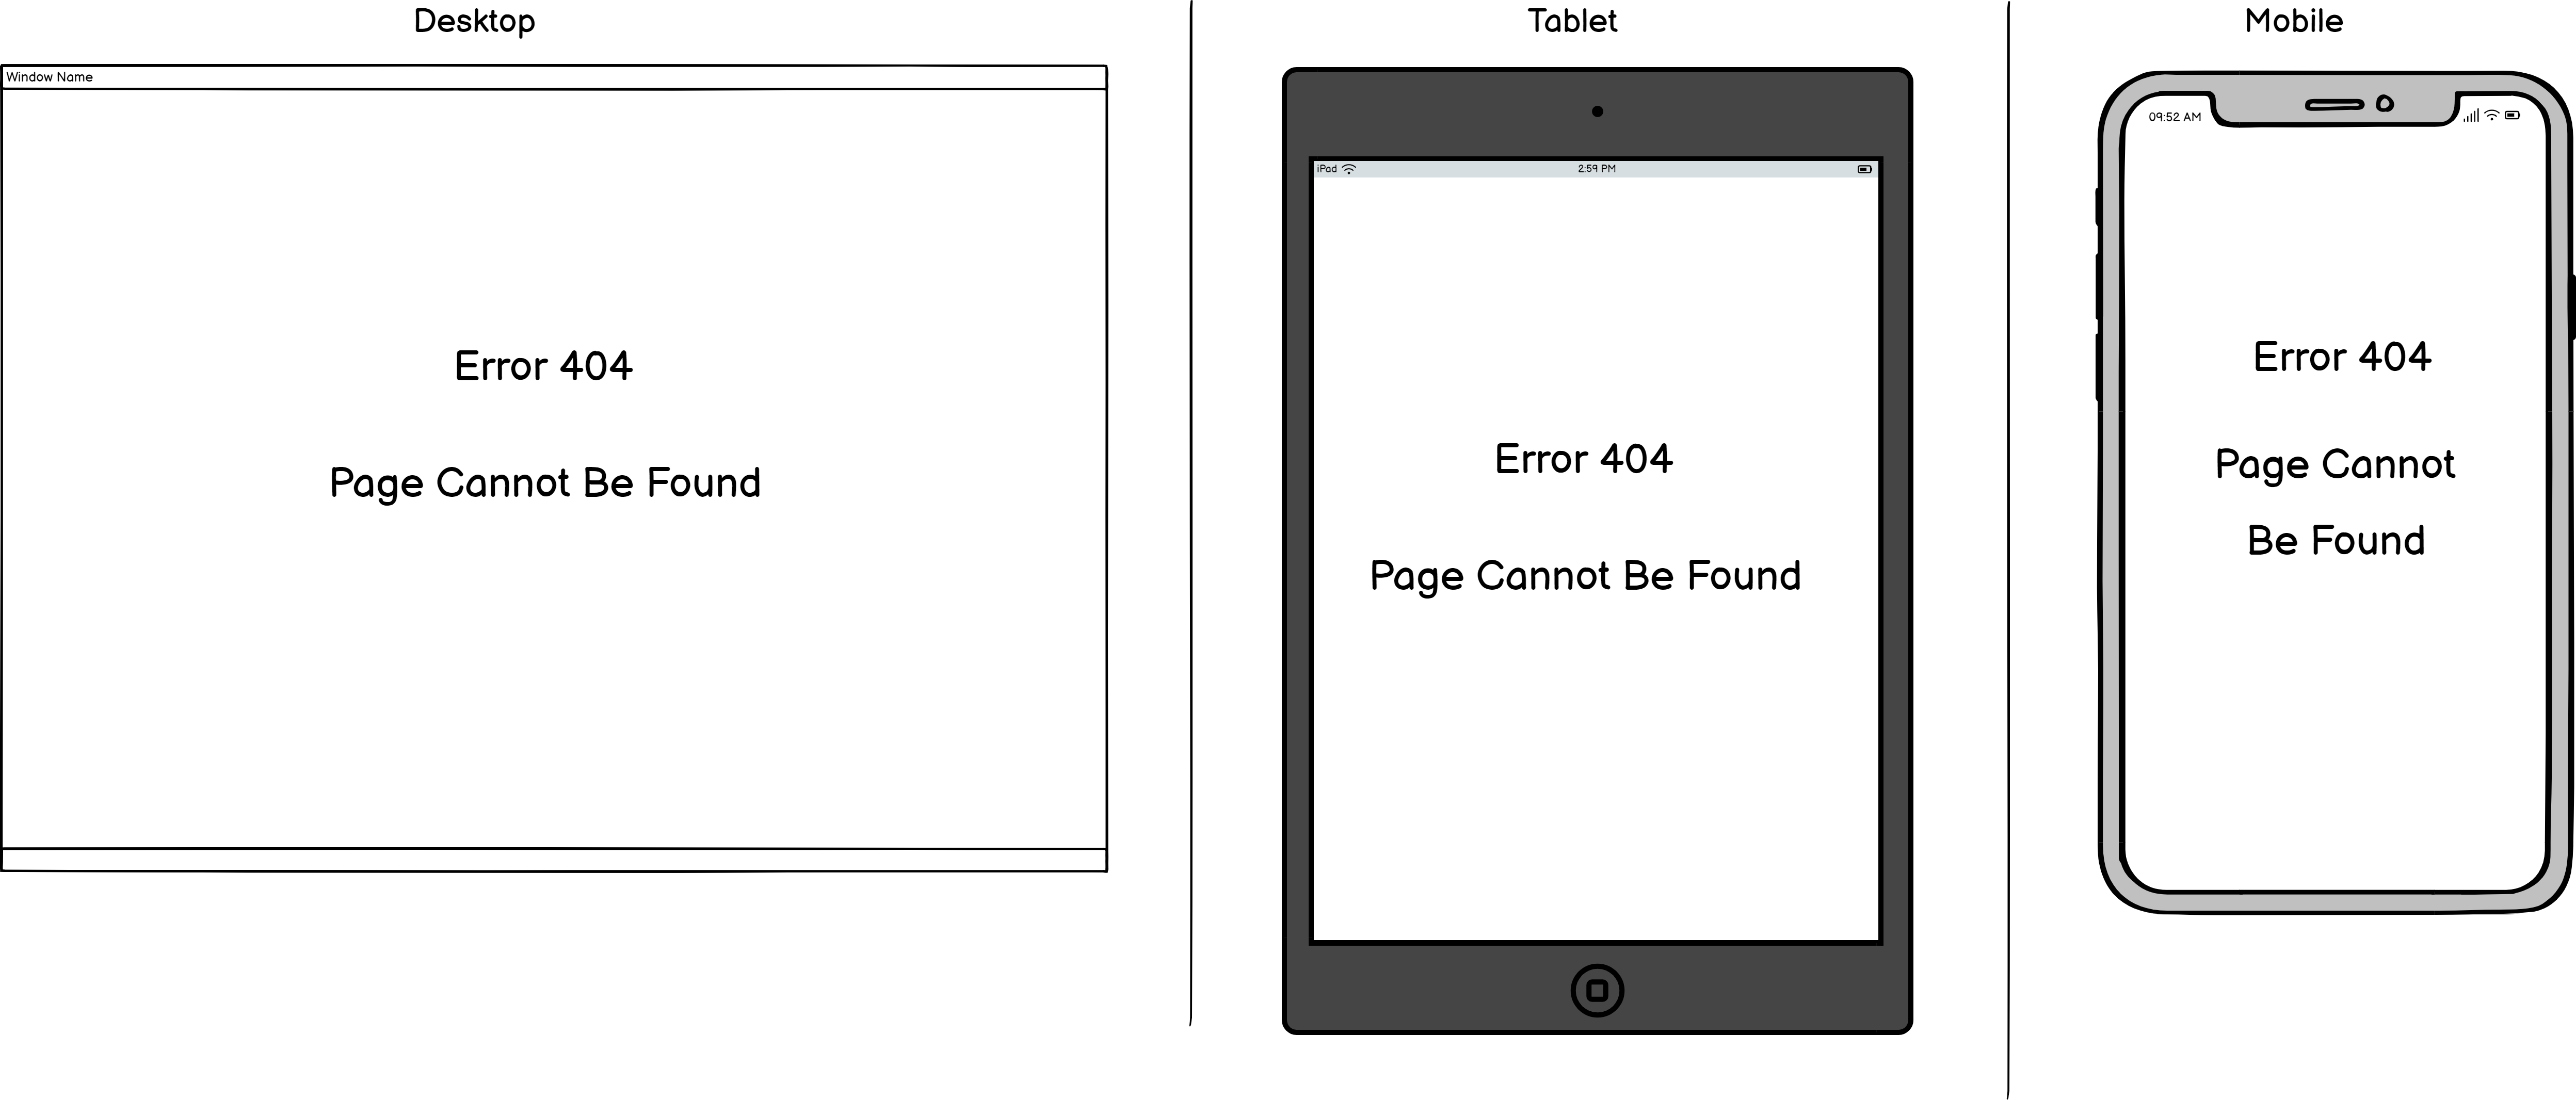 Desktop
Window Name
Error 404
Page Cannot Be Found
Tablet
iPad
2:59 PM
Error 404
Page Cannot Be Found
Mobile
09:52 AM
Error 404
Page Cannot
Be Found